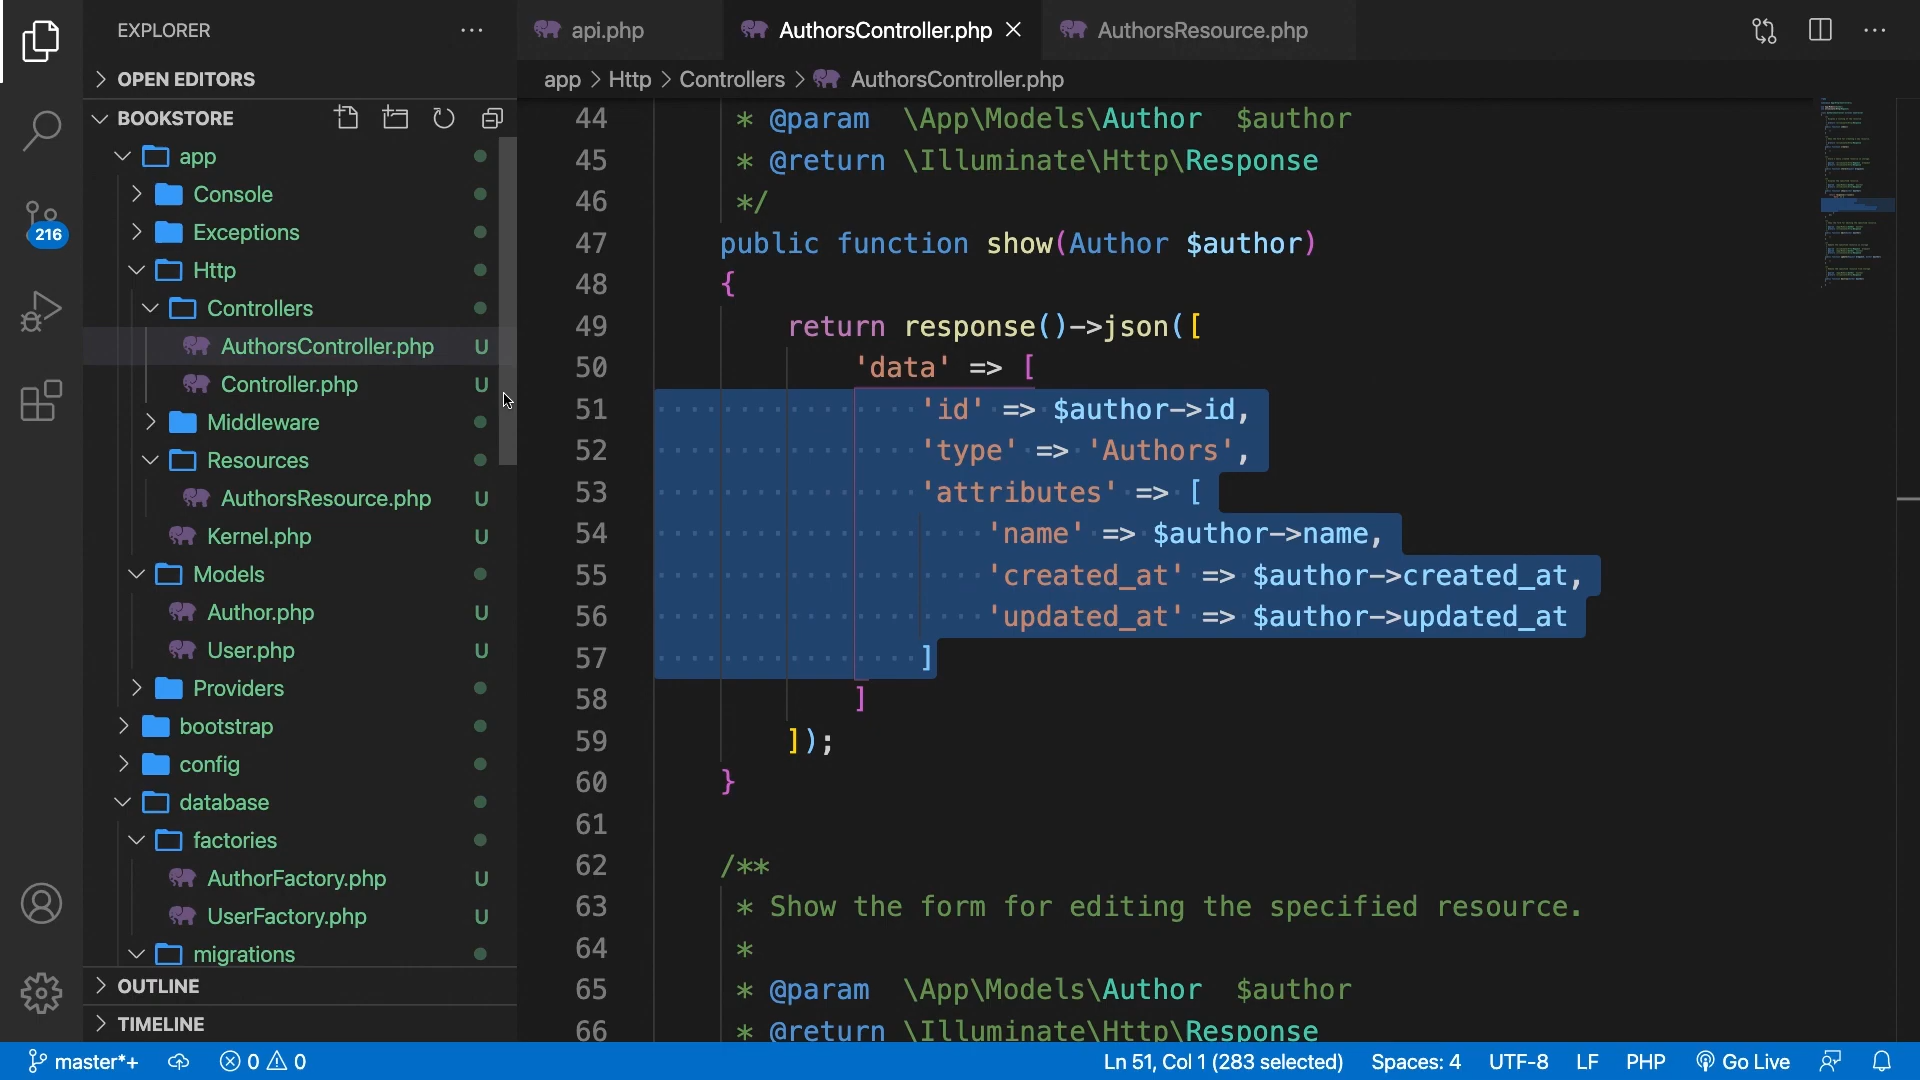 EXPLORER
api.php
AuthorsController.php
AuthorsResource.php
OPEN EDITORS
app > Http > Controllers > AuthorsController.php
BOOKSTORE
app
Console
Exceptions
Http
Controllers
AuthorsController.php U
Controller.php U
Middleware
Resources
AuthorsResource.php U
Kernel.php U
Models
Author.php U
User.php U
Providers
bootstrap
config
database
factories
AuthorFactory.php U
UserFactory.php U
migrations
OUTLINE
TIMELINE
216
44 * @param \App\Models\Author $author
45 * @return \Illuminate\Http\Response
46 */
47 public function show(Author $author)
48 {
49 return response()->json([
50 'data' => [
51 'id' => $author->id,
52 'type' => 'Authors',
53 'attributes' => [
54 'name' => $author->name,
55 'created_at' => $author->created_at,
56 'updated_at' => $author->updated_at
57 ]
58 ]
59 ]);
60 }
61
62 /**
63 * Show the form for editing the specified resource.
64 *
65 * @param \App\Models\Author $author
66 * @return \Illuminate\Http\Response
master*+ 0 0 Ln 51, Col 1 (283 selected) Spaces: 4 UTF-8 LF PHP Go Live